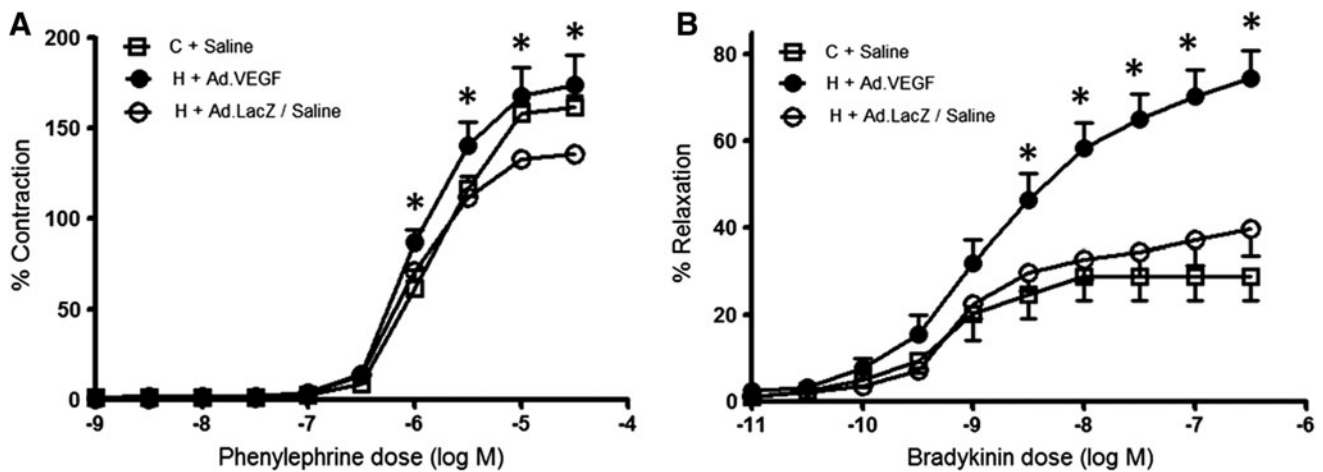 A
% Contraction
200
150
100
50
0
C + Saline
H + Ad.VEGF
H + Ad.LacZ / Saline
*
*
*
*
-9
-8
-7
-6
-5
-4
Phenylephrine dose (log M)
B
% Relaxation
80
60
40
20
0
C + Saline
H + Ad.VEGF
H + Ad.LacZ / Saline
*
*
*
*
*
-11
-10
-9
-8
-7
-6
Bradykinin dose (log M)